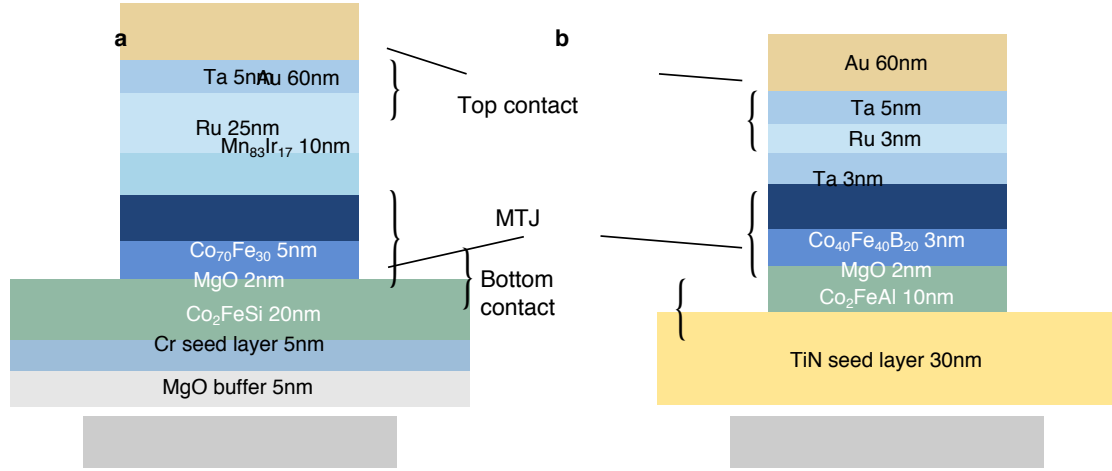 a
Ta 5nm
Au 60nm
Ru 25nm
Mn₈₃Ir₁₇ 10nm
Co₇₀Fe₃₀ 5nm
MgO 2nm
Co₂FeSi 20nm
Cr seed layer 5nm
MgO buffer 5nm
Top contact
MTJ
Bottom
contact
b
Au 60nm
Ta 5nm
Ru 3nm
Ta 3nm
Co₄₀Fe₄₀B₂₀ 3nm
MgO 2nm
Co₂FeAl 10nm
TiN seed layer 30nm